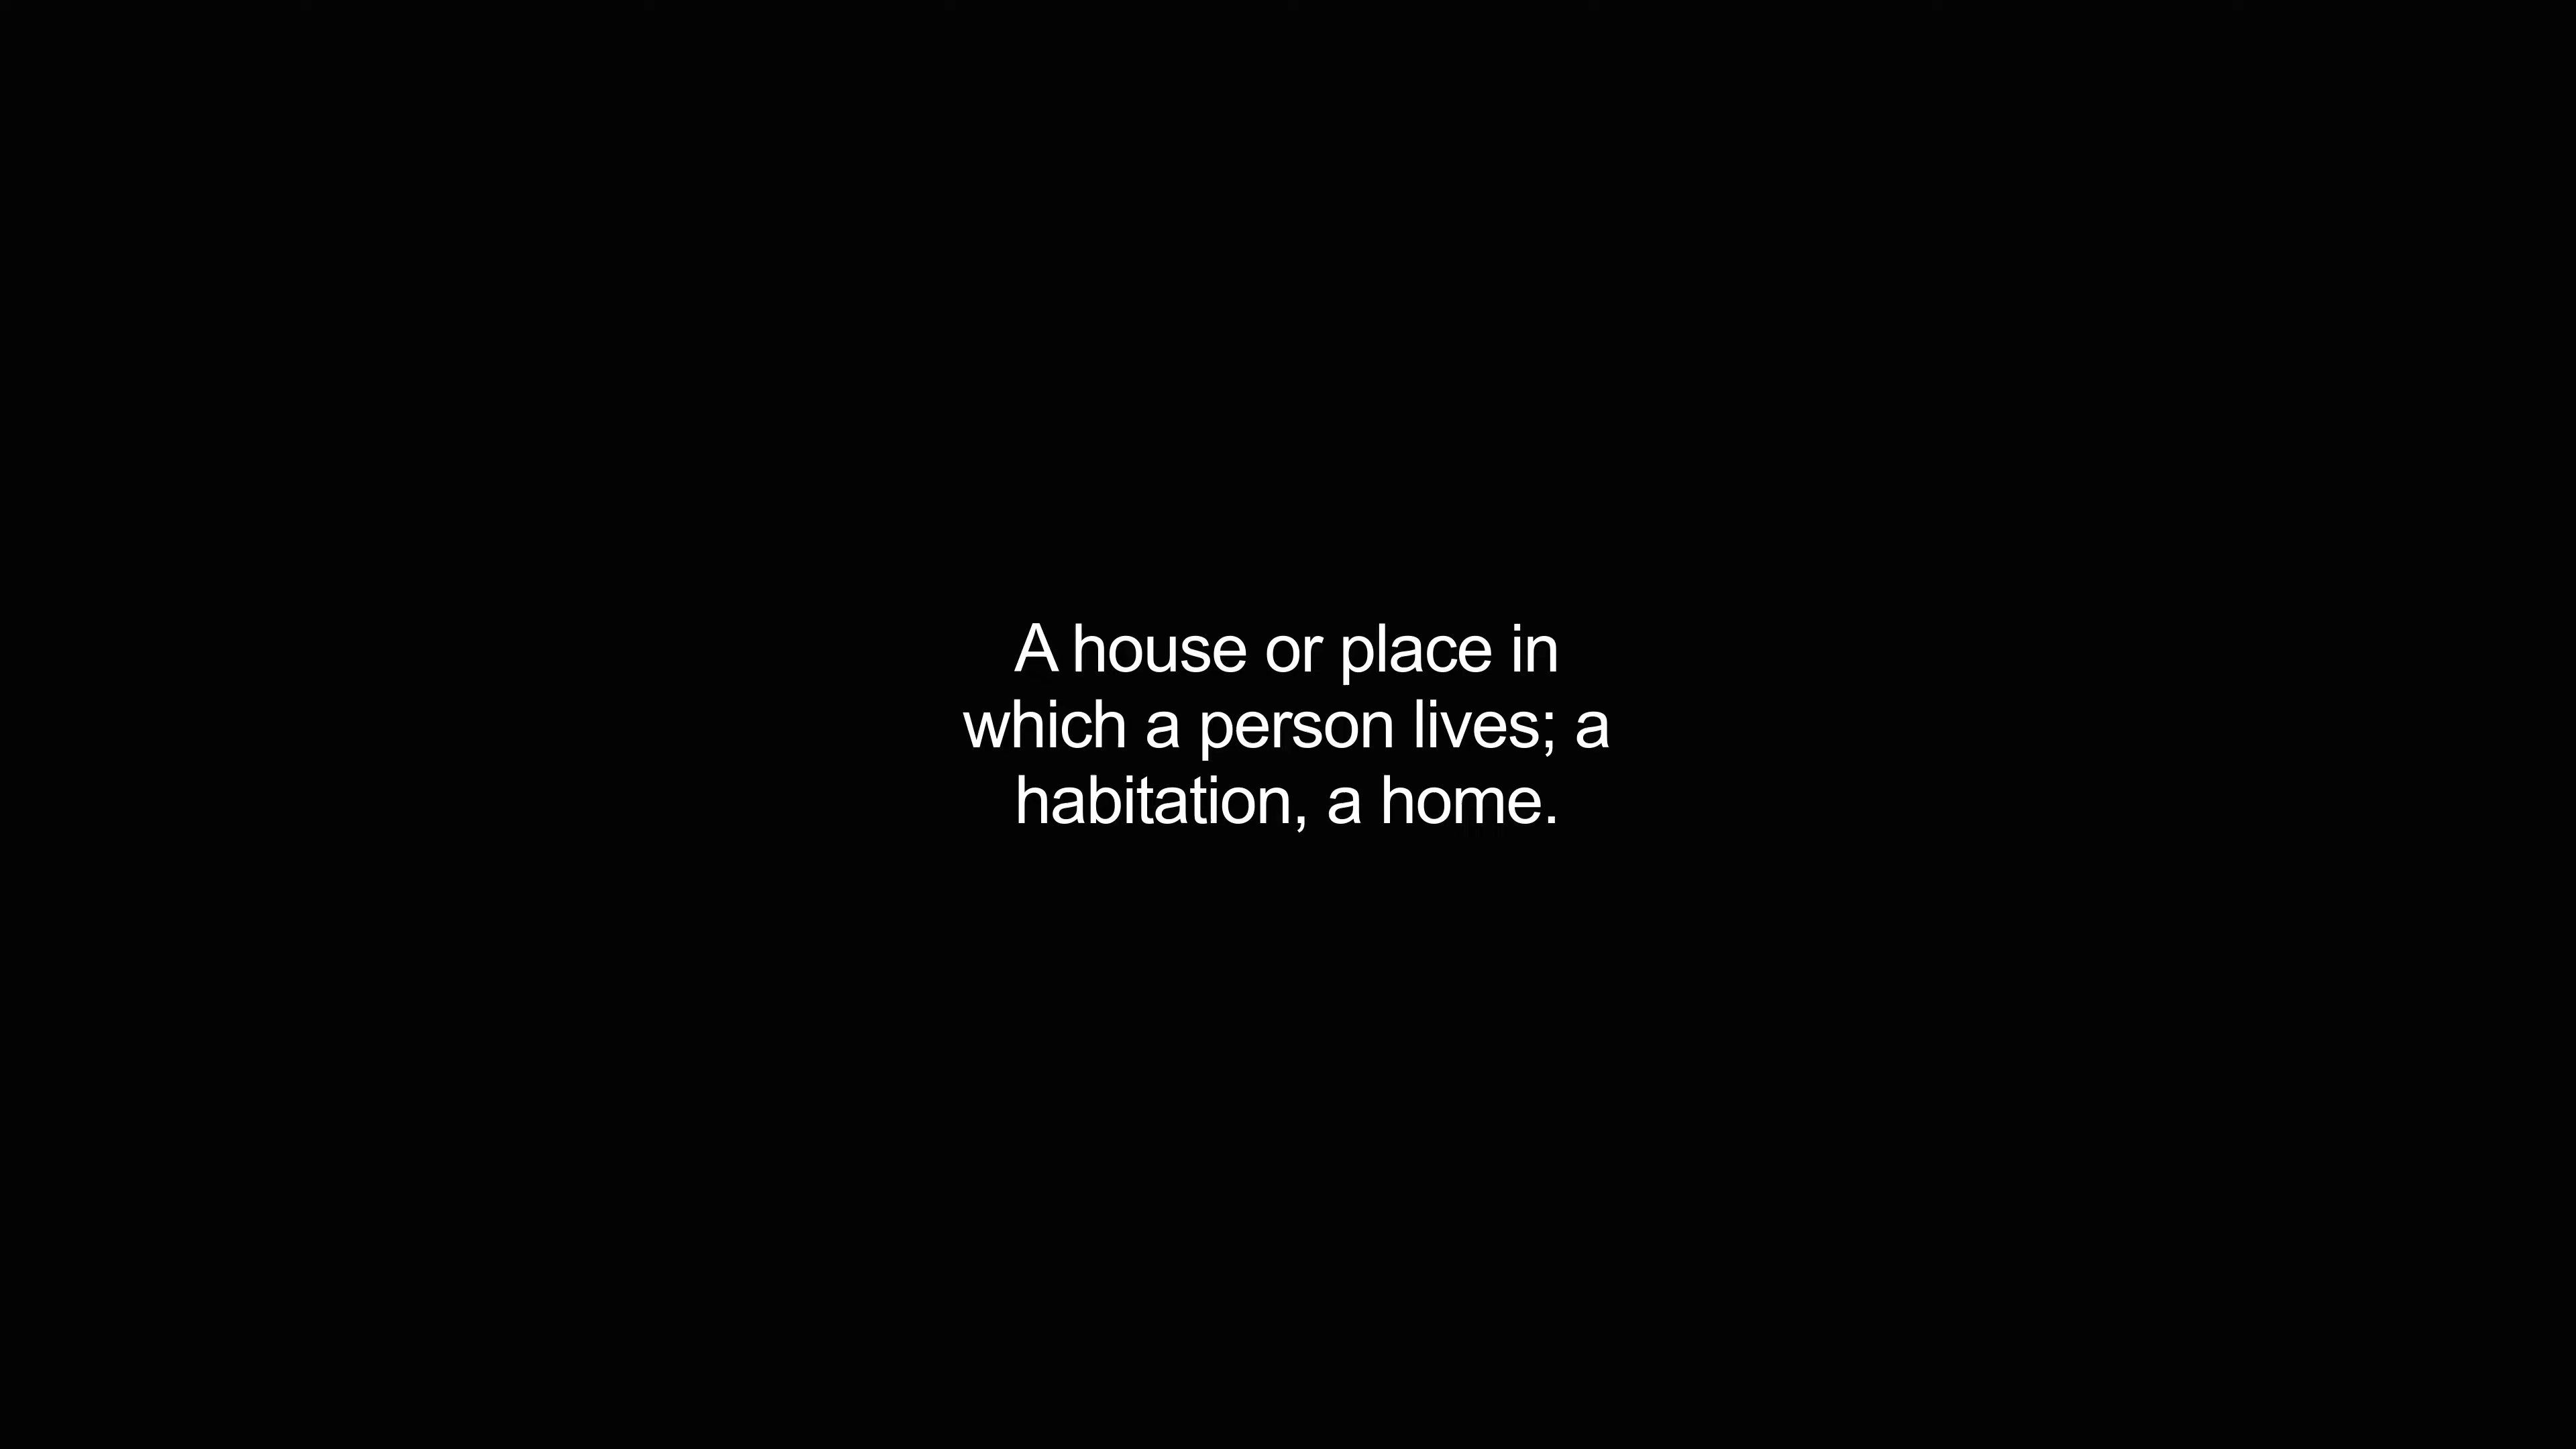 A house or place in
which a person lives; a
habitation, a home.